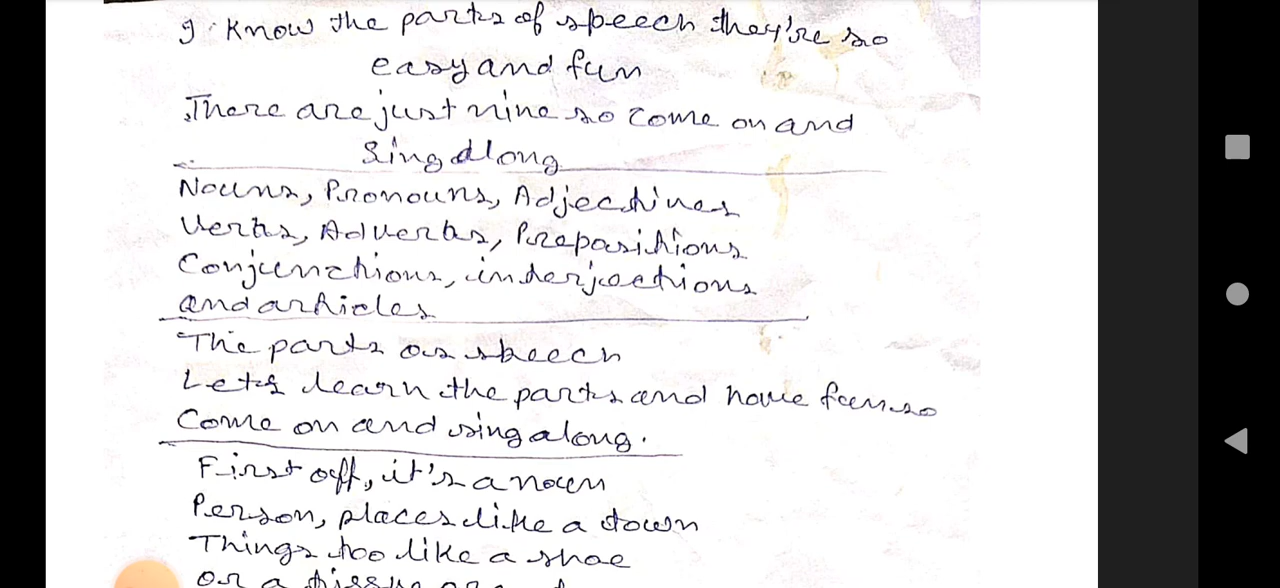 I Know the parts of speech they're so
easy and fun
There are just nine so come on and
Sing along
Nouns, Pronouns, Adjectives
Verbs, Adverbs, Prepositions
Conjunctions, interjections
and articles
The parts of speech
Let's learn the parts and have fun so
Come on and sing along.
First off, it's a noun
Person, places like a town
Things too like a shoe
or a tissue